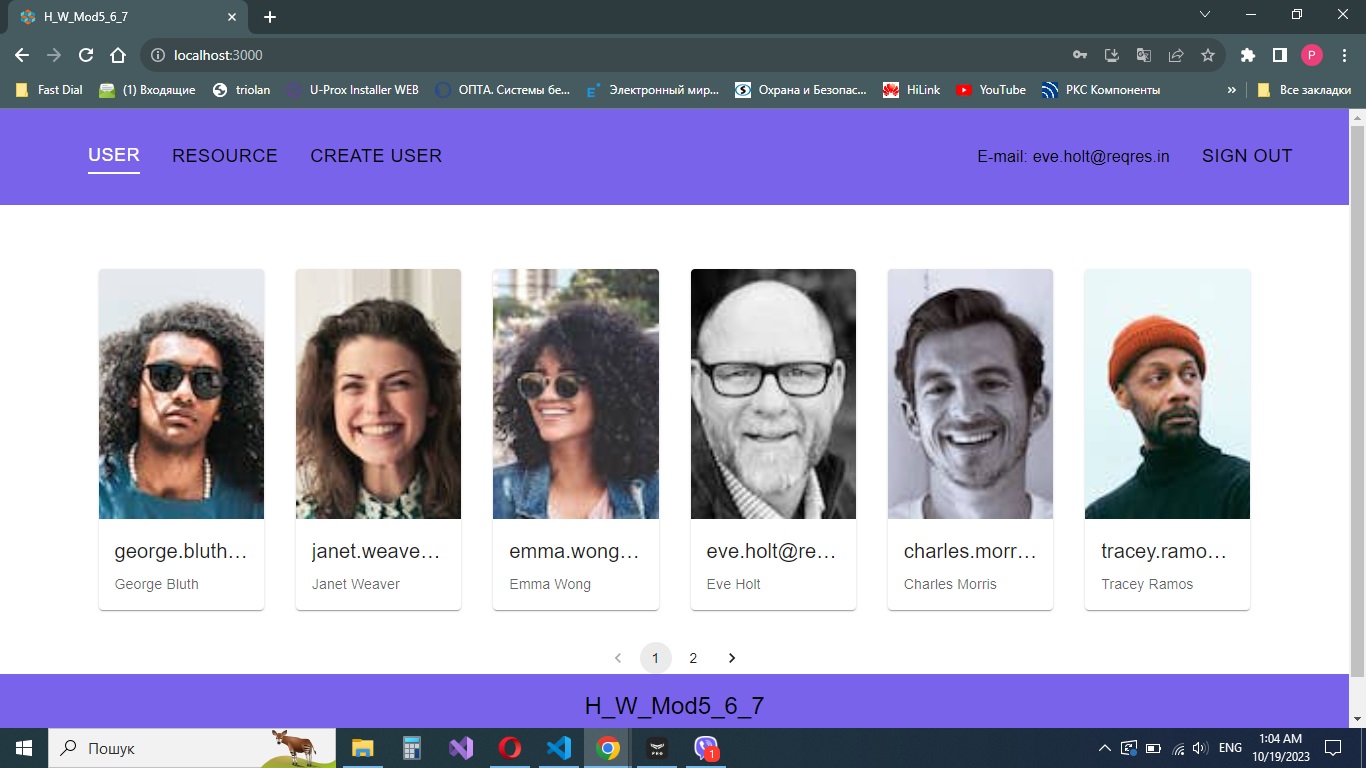 H_W_Mod5_6_7
localhost:3000
Fast Dial
(1) Входящие
triolan
U-Prox Installer WEB
ОПТА. Системы бе...
Электронный мир...
Охрана и Безопас...
HiLink
YouTube
РКС Компоненты
»
Все закладки
P
USER
RESOURCE
CREATE USER
E-mail: eve.holt@reqres.in
SIGN OUT
george.bluth...
George Bluth
janet.weave...
Janet Weaver
emma.wong...
Emma Wong
eve.holt@re...
Eve Holt
charles.morr...
Charles Morris
tracey.ramo...
Tracey Ramos
1
2
H_W_Mod5_6_7
Пошук
PRO
1
ENG
1:04 AM
10/19/2023